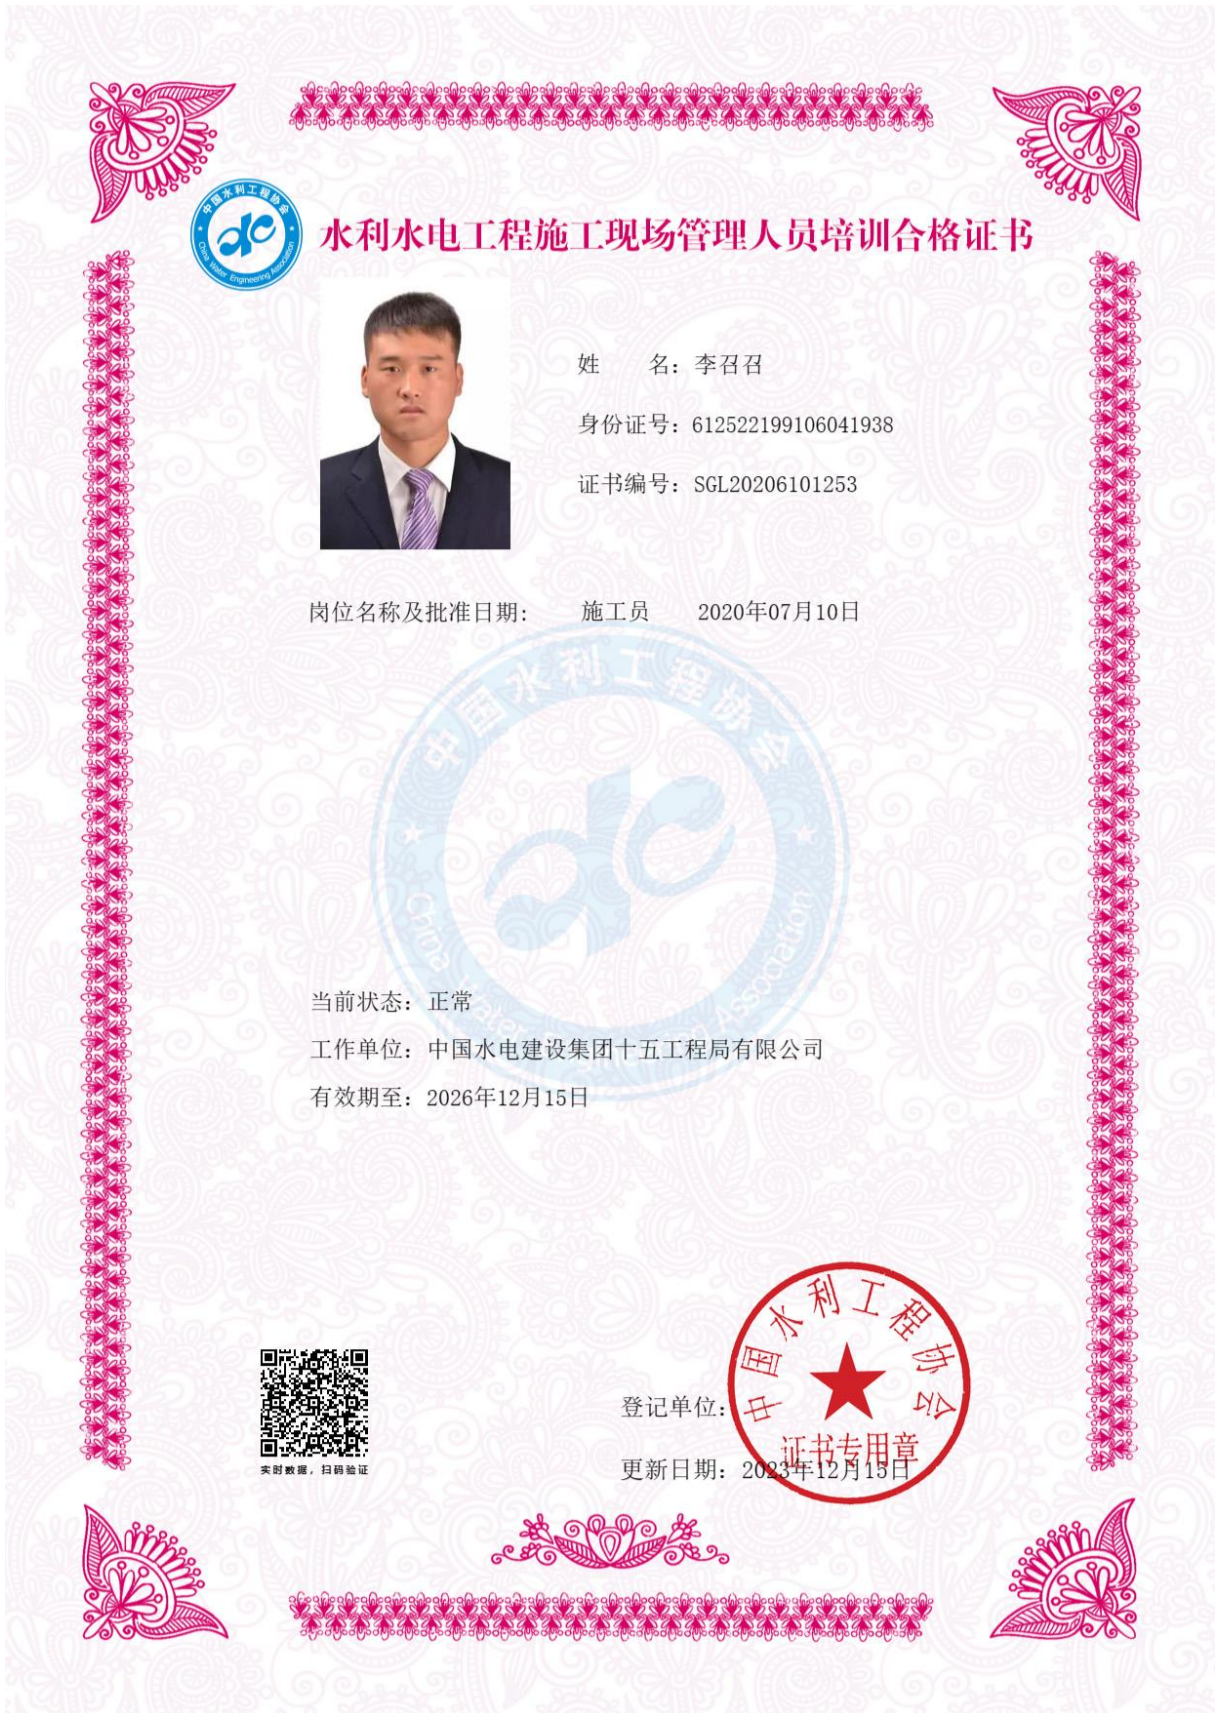 中国水利工程协会
China Water Engineering Association
水利水电工程施工现场管理人员培训合格证书
姓　　名：李召召
身份证号：612522199106041938
证书编号：SGL20206101253
岗位名称及批准日期：　施工员　2020年07月10日
中国水利工程协会
China Water Engineering Association
当前状态：正常
工作单位：中国水电建设集团十五工程局有限公司
有效期至：2026年12月15日
中国水利工程协会
登记单位：
证书专用章
更新日期：2023年12月15日
实时数据，扫码验证